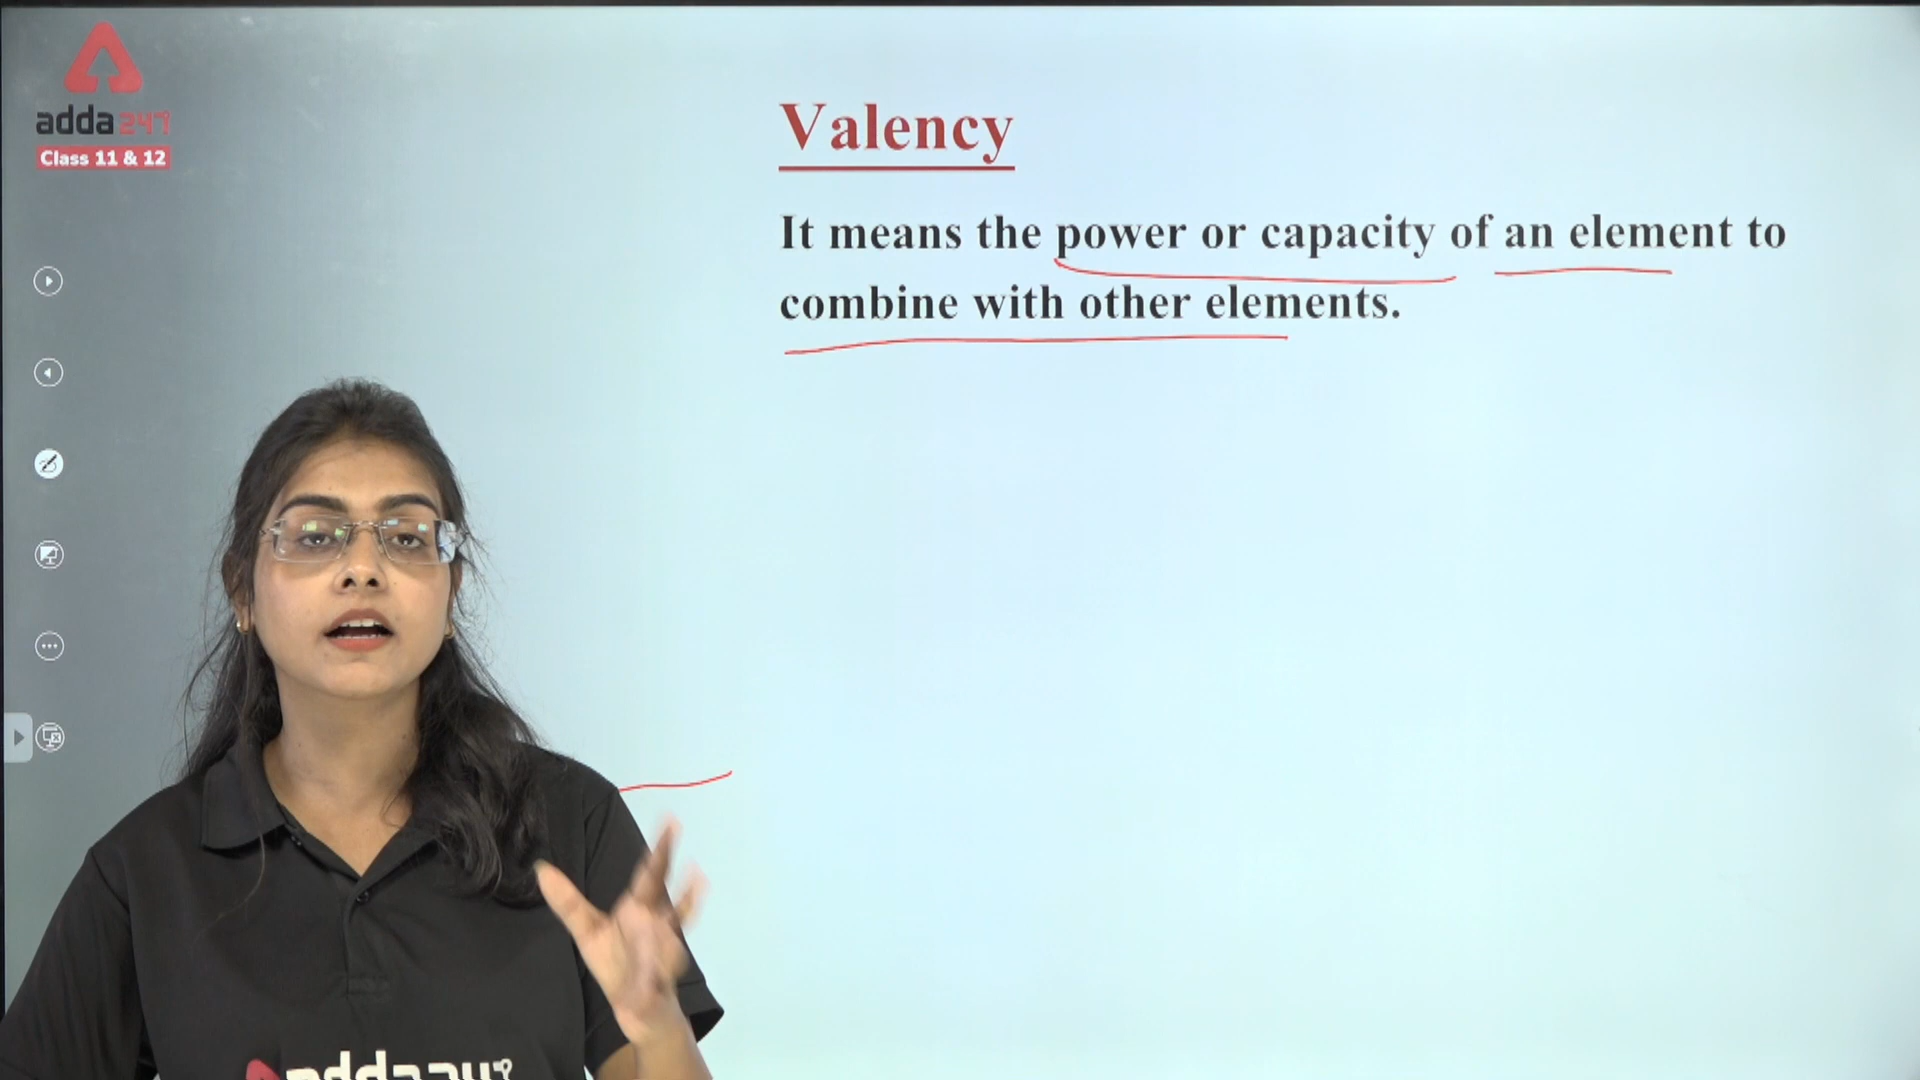 adda247
Class 11 & 12
Valency
It means the power or capacity of an element to
combine with other elements.
adda247